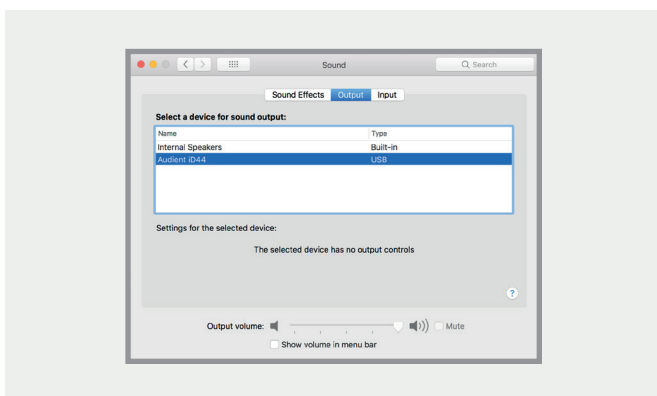 Sound
Search
Sound Effects Output Input
Select a device for sound output:
Name Type
Internal Speakers Built-in
Audient iD44 USB
Settings for the selected device:
The selected device has no output controls
?
Output volume: Mute
Show volume in menu bar